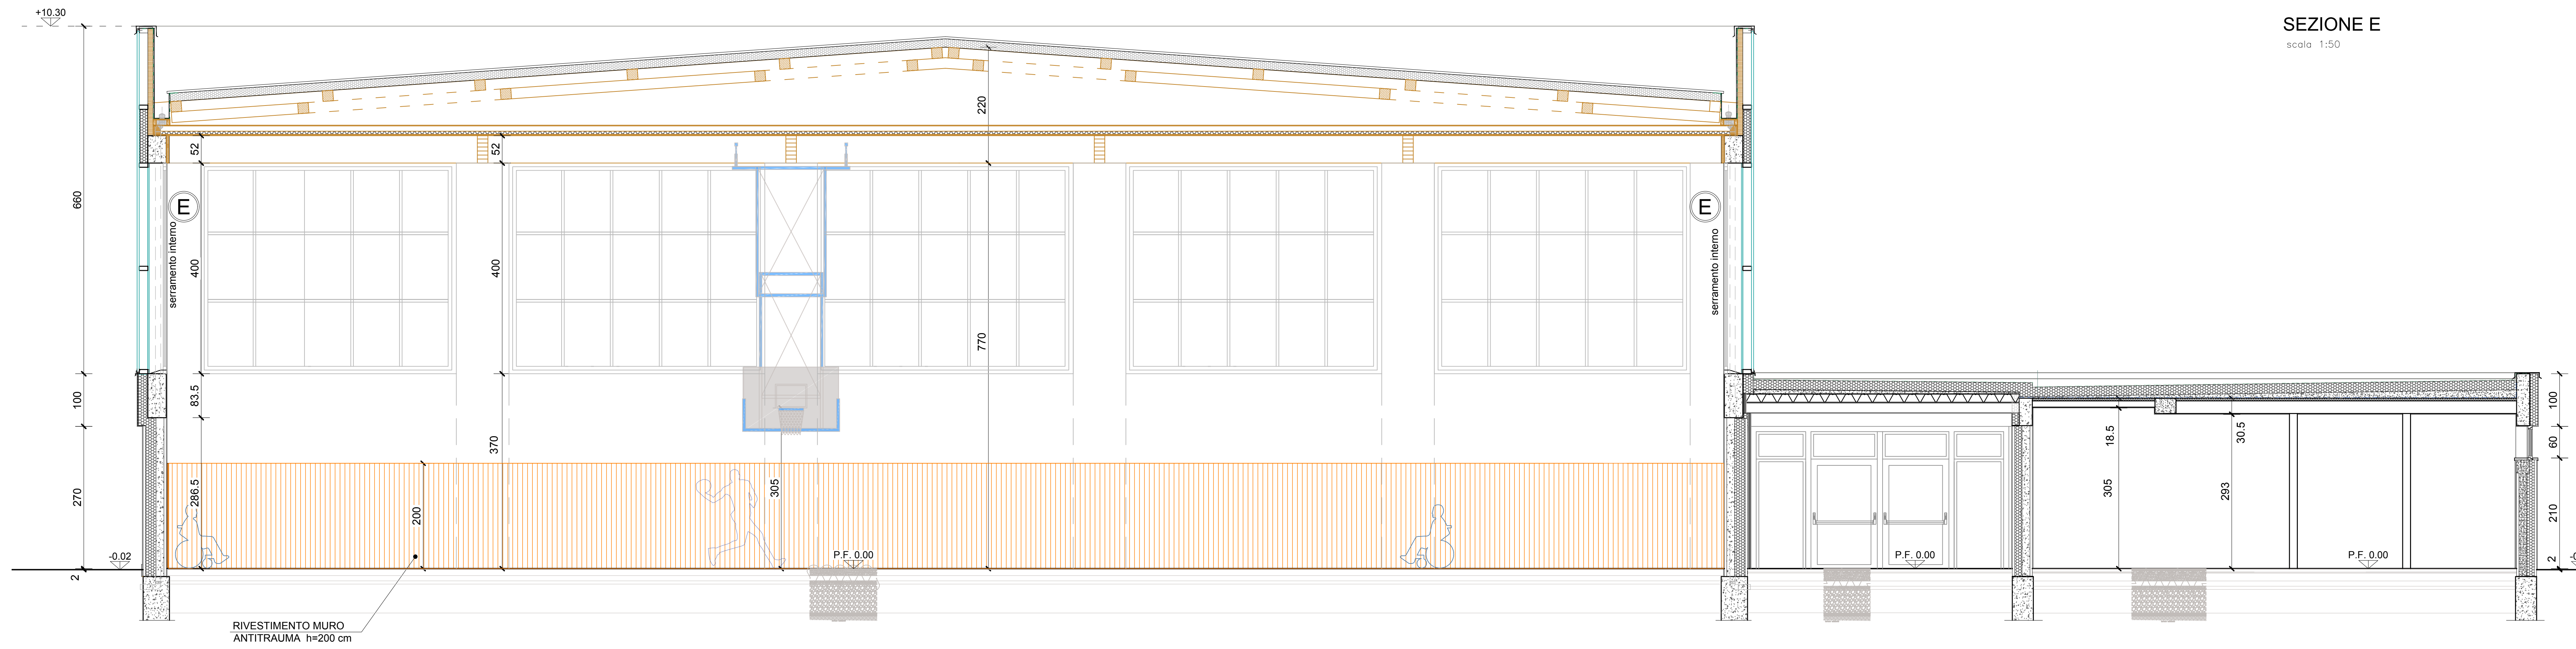 +10.30
SEZIONE E
scala 1:50
220
52
52
660
E
serramento interno
400
400
E
serramento interno
770
83.5
100
370
286.5
270
200
305
-0.02
2
P.F. 0.00
RIVESTIMENTO MURO
ANTITRAUMA h=200 cm
100
18.5
30.5
60
305
293
210
P.F. 0.00
P.F. 0.00
2